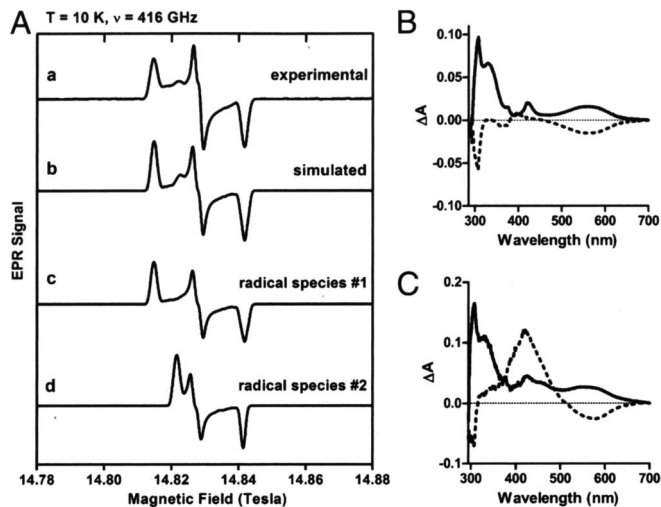 A
T = 10 K, ν = 416 GHz
a
experimental
b
simulated
c
radical species #1
d
radical species #2
EPR Signal
14.78 14.80 14.82 14.84 14.86 14.88
Magnetic Field (Tesla)
B
0.10
0.05
0.00
-0.05
-0.10
ΔA
300 400 500 600 700
Wavelength (nm)
C
0.2
0.1
0.0
-0.1
ΔA
300 400 500 600 700
Wavelength (nm)